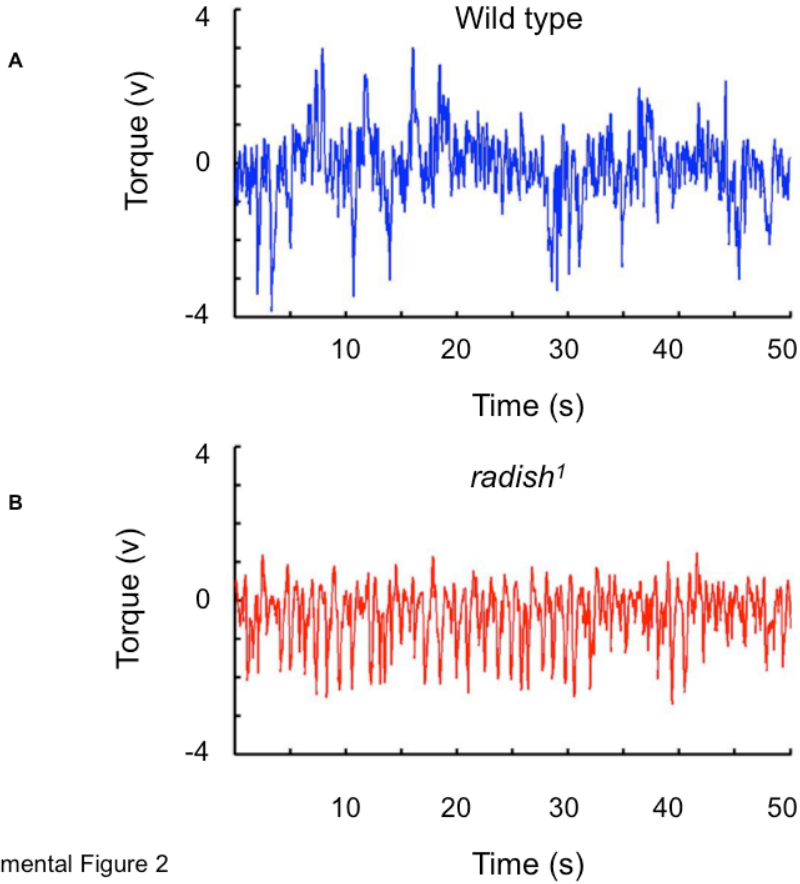 A
Wild type
4
0
-4
Torque (v)
10 20 30 40 50
Time (s)
B
radish¹
4
0
-4
Torque (v)
10 20 30 40 50
Time (s)
mental Figure 2